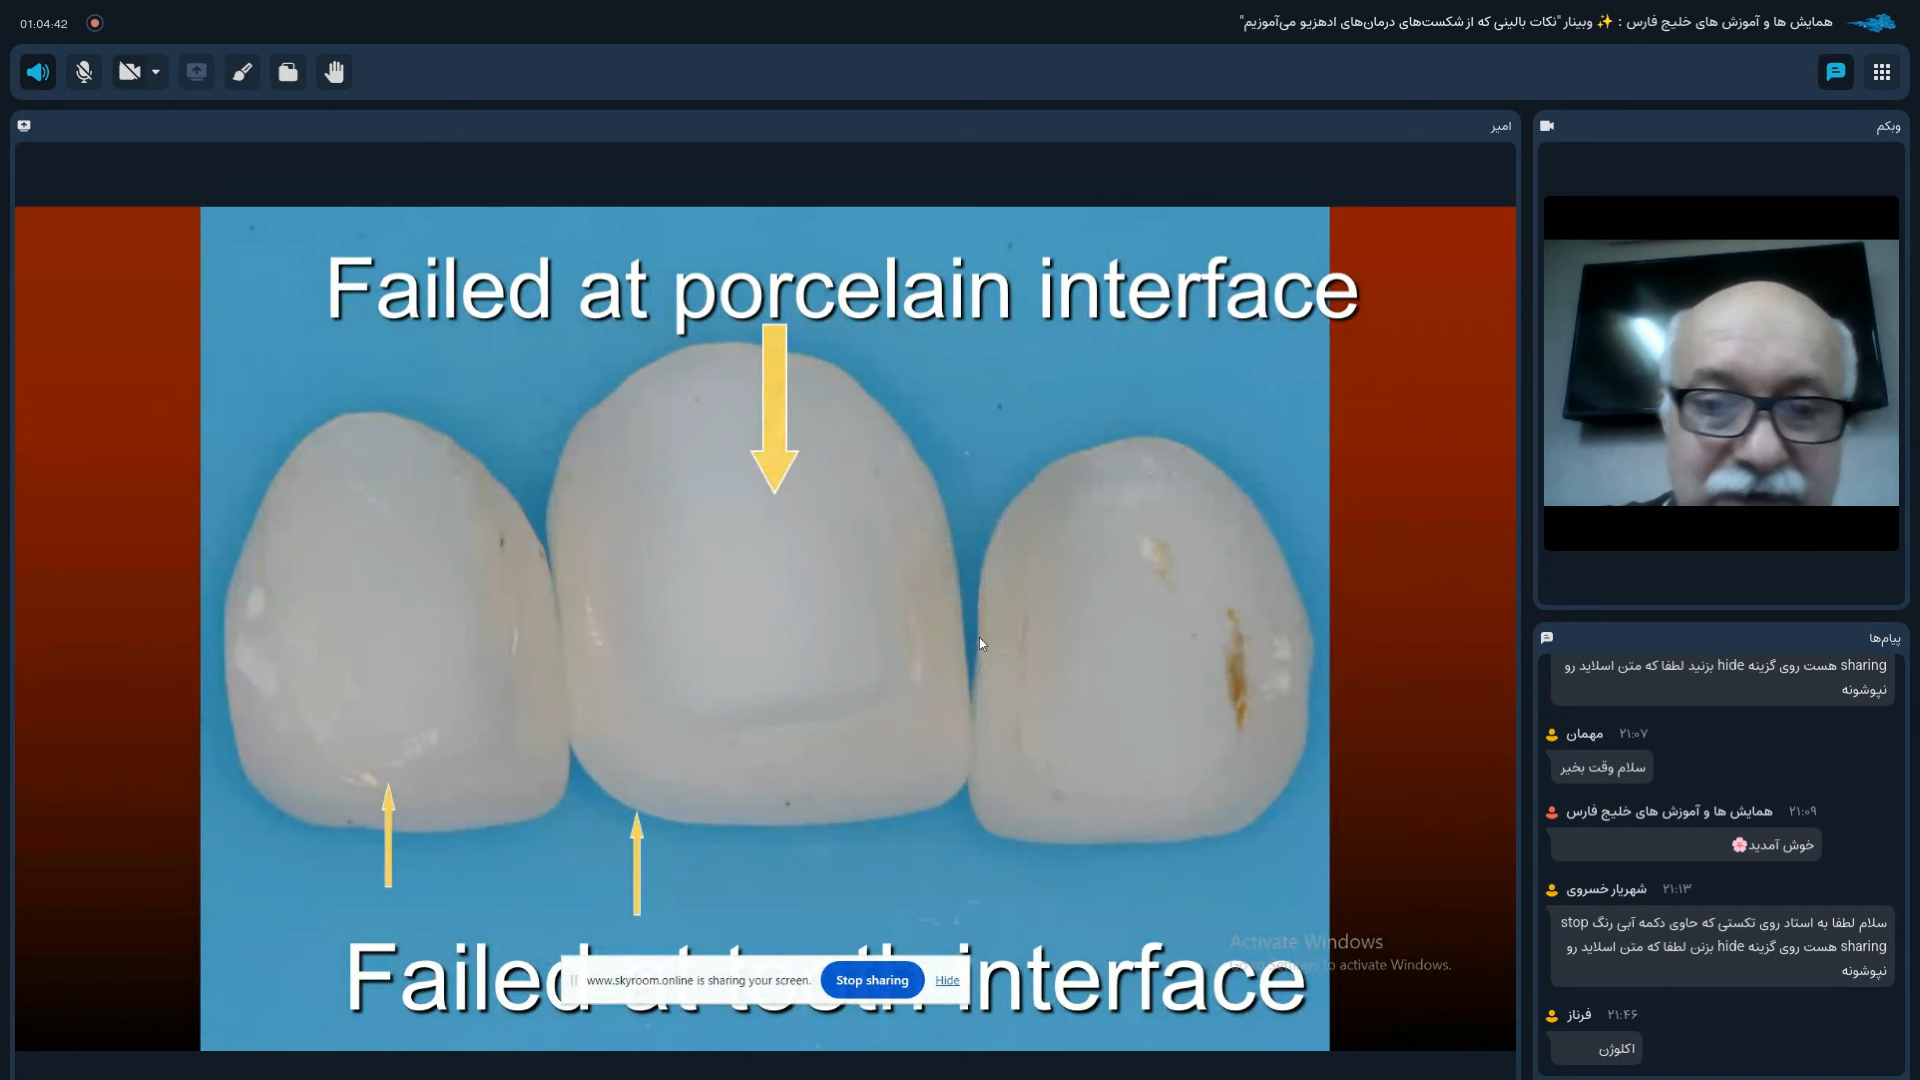 01:04:42
همایش ها و آموزش های خلیج فارس : ✨ وبینار "نکات بالینی که از شکست‌های درمان‌های ادهزیو می‌آموزیم"
امیر
وبکم
Failed at porcelain interface
Failed at tooth interface
www.skyroom.online is sharing your screen. Stop sharing Hide
Activate Windows
to activate Windows.
پیام‌ها
sharing هست روی گزینه hide بزنید لطفا که متن اسلاید رو
نپوشونه
مهمان ۲۱:۰۷
سلام وقت بخیر
همایش ها و آموزش های خلیج فارس ۲۱:۰۹
خوش آمدید🌸
شهریار خسروی ۲۱:۱۳
سلام لطفا به استاد روی تکستی که حاوی دکمه آبی رنگ stop
sharing هست روی گزینه hide بزنن لطفا که متن اسلاید رو
نپوشونه
فرناز ۲۱:۴۶
اکلوژن